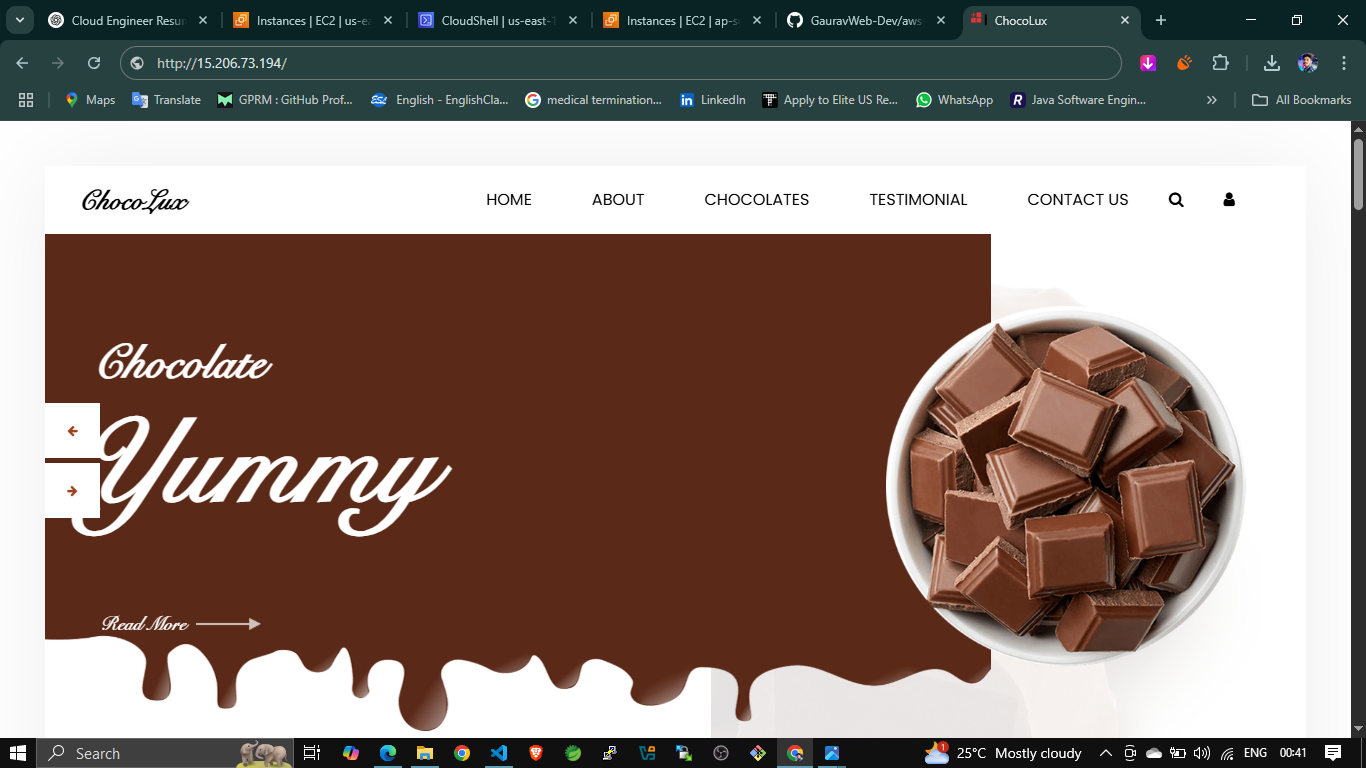 Cloud Engineer Resum
Instances | EC2 | us-ea
CloudShell | us-east-1
Instances | EC2 | ap-so
GauravWeb-Dev/aws
ChocoLux
http://15.206.73.194/
Maps
Translate
GPRM : GitHub Prof...
English - EnglishCla...
medical termination...
LinkedIn
Apply to Elite US Re...
WhatsApp
Java Software Engin...
All Bookmarks
ChocoLux
HOME
ABOUT
CHOCOLATES
TESTIMONIAL
CONTACT US
Chocolate
Yummy
Read More
Search
25°C Mostly cloudy
ENG
00:41